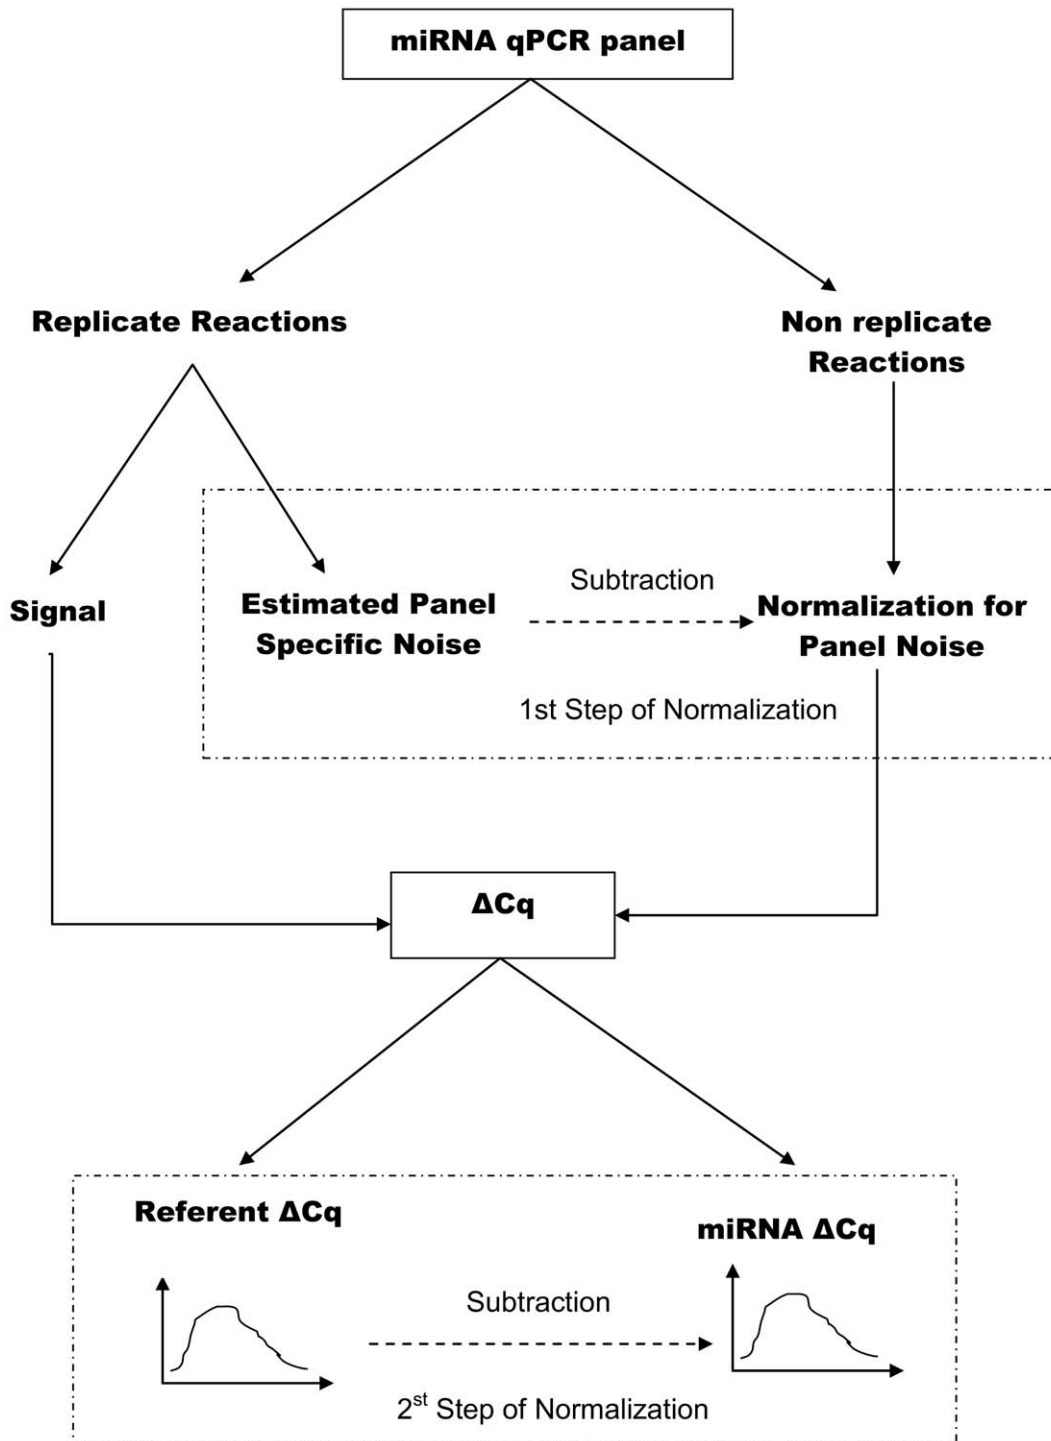 miRNA qPCR panel
Replicate Reactions
Non replicate
Reactions
Signal
Estimated Panel
Specific Noise
Subtraction
Normalization for
Panel Noise
1st Step of Normalization
ΔCq
Referent ΔCq
miRNA ΔCq
Subtraction
2st Step of Normalization